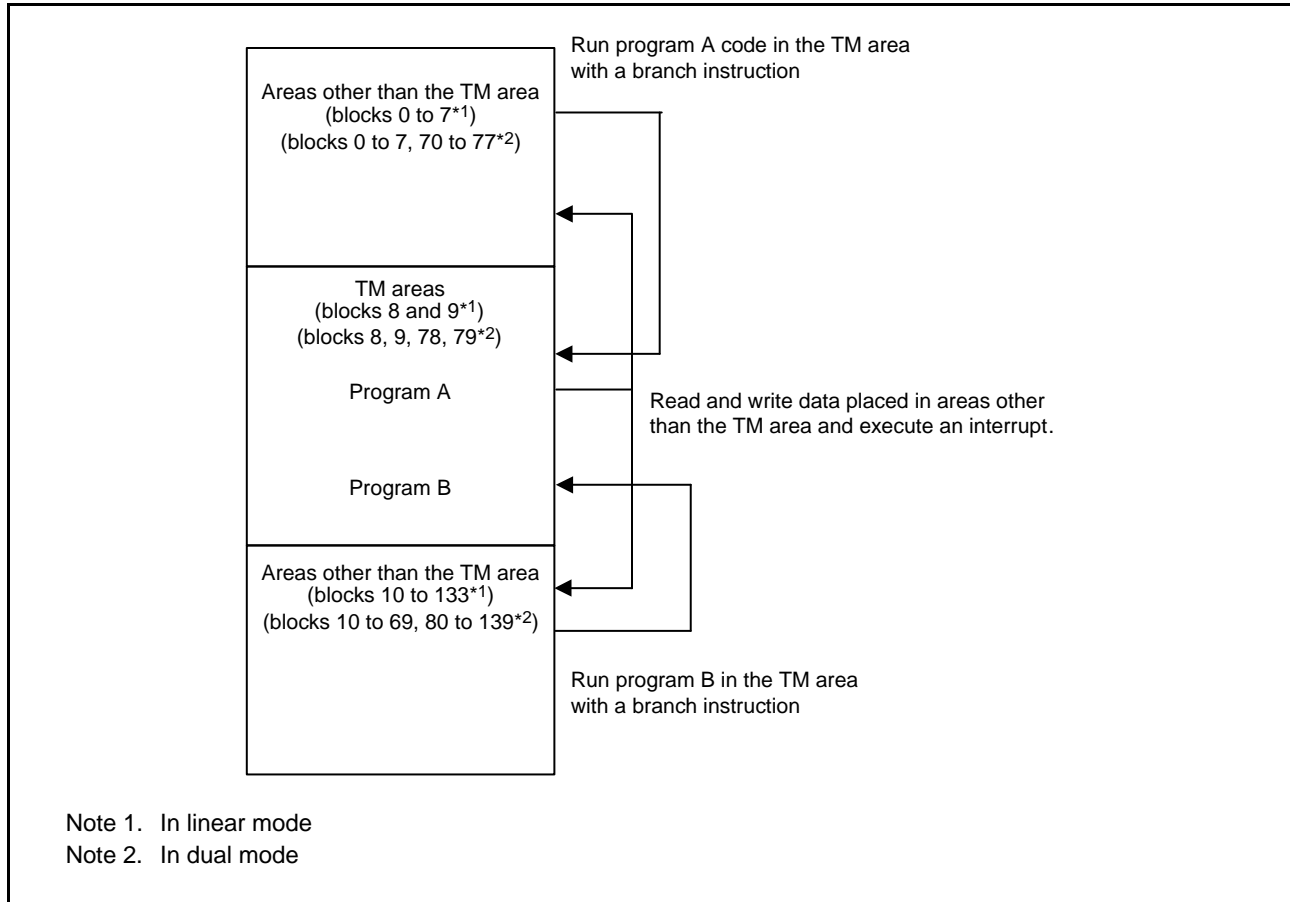 Run program A code in the TM area
with a branch instruction
Areas other than the TM area
(blocks 0 to 7*1)
(blocks 0 to 7, 70 to 77*2)
TM areas
(blocks 8 and 9*1)
(blocks 8, 9, 78, 79*2)
Program A
Read and write data placed in areas other
than the TM area and execute an interrupt.
Program B
Areas other than the TM area
(blocks 10 to 133*1)
(blocks 10 to 69, 80 to 139*2)
Run program B in the TM area
with a branch instruction
Note 1. In linear mode
Note 2. In dual mode